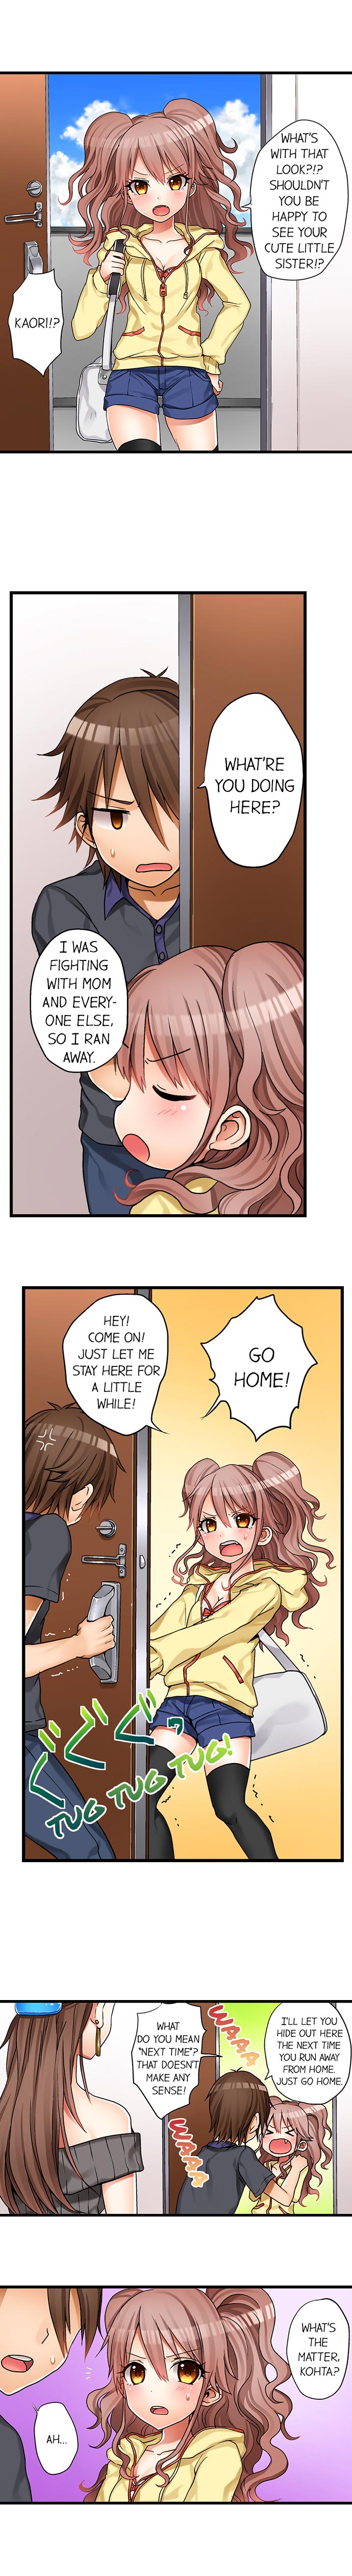 WHAT'S
WITH THAT
LOOK?!?
SHOULDN'T
YOU BE
HAPPY TO
SEE YOUR
CUTE LITTLE
SISTER!?
KAORI!?
WHAT'RE
YOU DOING
HERE?
I WAS
FIGHTING
WITH MOM
AND EVERY-
ONE ELSE,
SO I RAN
AWAY.
HEY!
COME ON!
JUST LET ME
STAY HERE FOR
A LITTLE
WHILE!
GO
HOME!
ぐぐぐっ
TUG TUG TUG!
I'LL LET YOU
HIDE OUT HERE
THE NEXT TIME
YOU RUN AWAY
FROM HOME.
JUST GO HOME.
WHAT
DO YOU MEAN
"NEXT TIME"?
THAT DOESN'T
MAKE ANY
SENSE!
WAAA
WAAA
WHAT'S
THE
MATTER,
KOHTA?
AH...